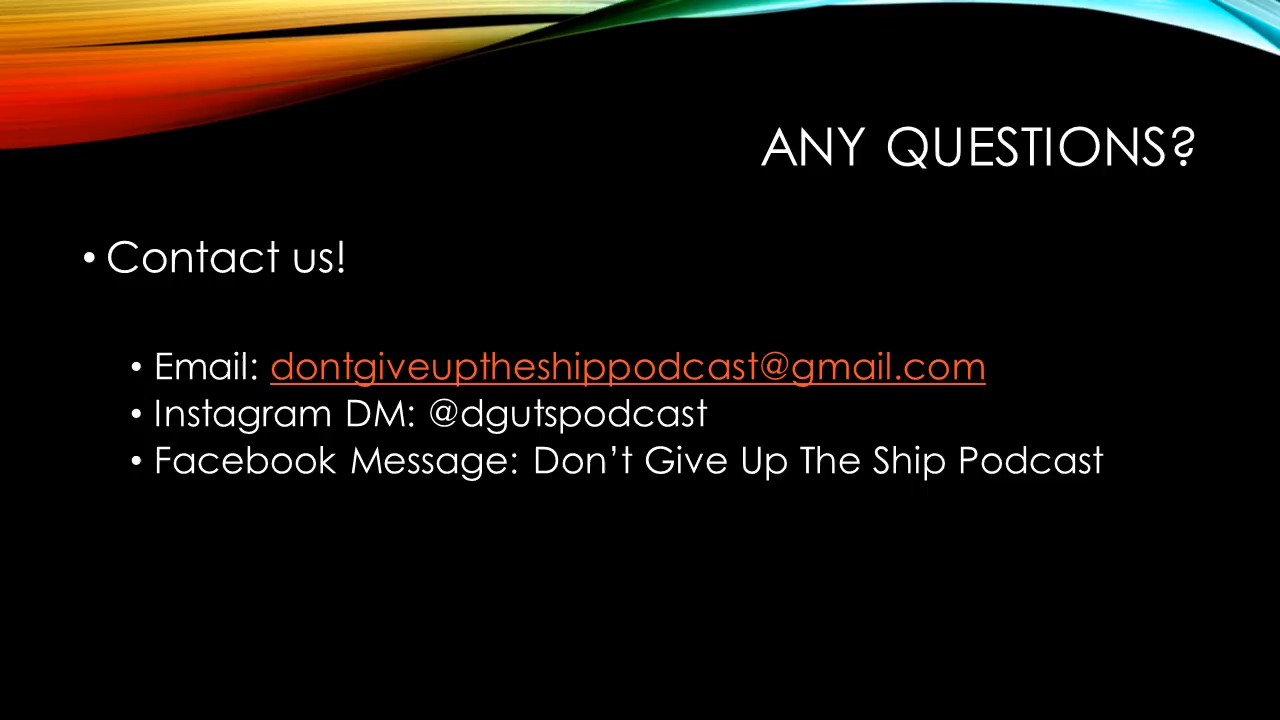 ANY QUESTIONS?
• Contact us!
• Email: dontgiveuptheshippodcast@gmail.com
• Instagram DM: @dgutspodcast
• Facebook Message: Don’t Give Up The Ship Podcast